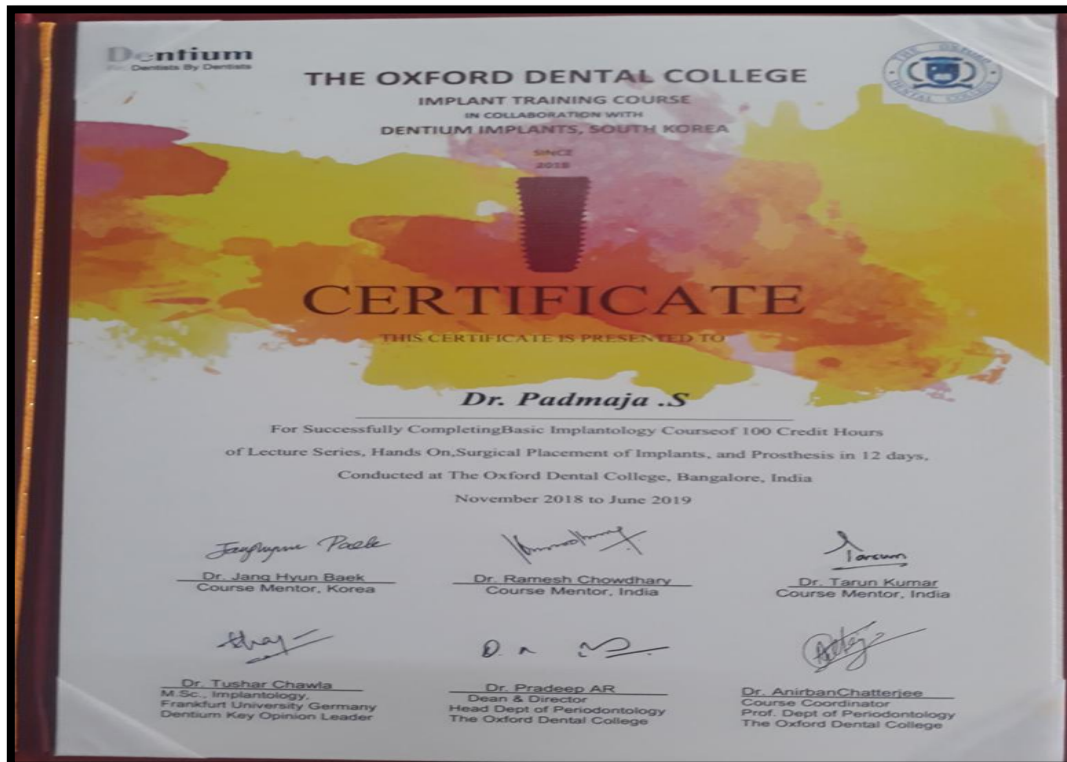 Dentium
For Dentists By Dentists
THE OXFORD DENTAL COLLEGE
THE OXFORD DENTAL COLLEGE
IMPLANT TRAINING COURSE
IN COLLABORATION WITH
DENTIUM IMPLANTS, SOUTH KOREA
SINCE
2018
CERTIFICATE
THIS CERTIFICATE IS PRESENTED TO
Dr. Padmaja .S
For Successfully CompletingBasic Implantology Courseof 100 Credit Hours
of Lecture Series, Hands On,Surgical Placement of Implants, and Prosthesis in 12 days,
Conducted at The Oxford Dental College, Bangalore, India
November 2018 to June 2019
Dr. Jang Hyun Baek
Course Mentor, Korea
Dr. Ramesh Chowdhary
Course Mentor, India
Dr. Tarun Kumar
Course Mentor, India
Dr. Tushar Chawla
M.Sc., Implantology,
Frankfurt University Germany
Dentium Key Opinion Leader
Dr. Pradeep AR
Dean & Director
Head Dept of Periodontology
The Oxford Dental College
Dr. AnirbanChatterjee
Course Coordinator
Prof. Dept of Periodontology
The Oxford Dental College